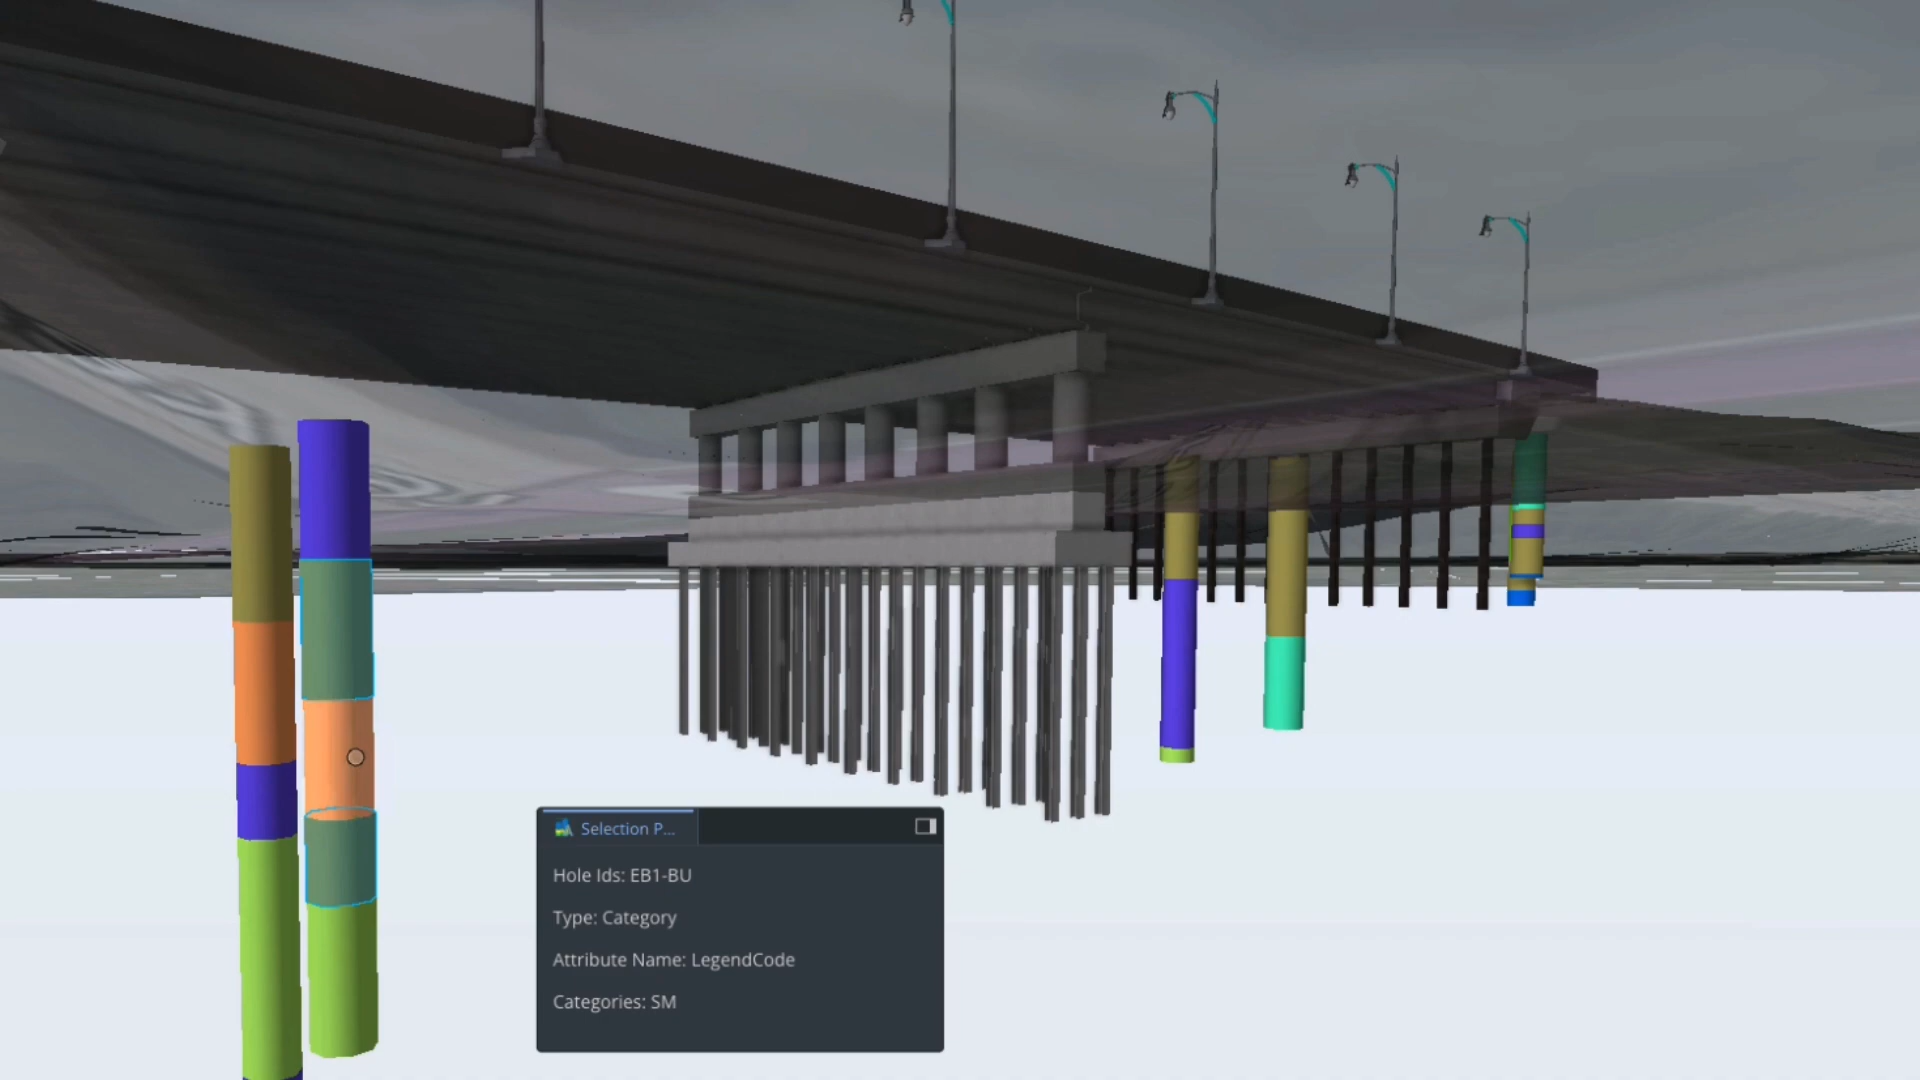 Selection P...
Hole Ids: EB1-BU
Type: Category
Attribute Name: LegendCode
Categories: SM